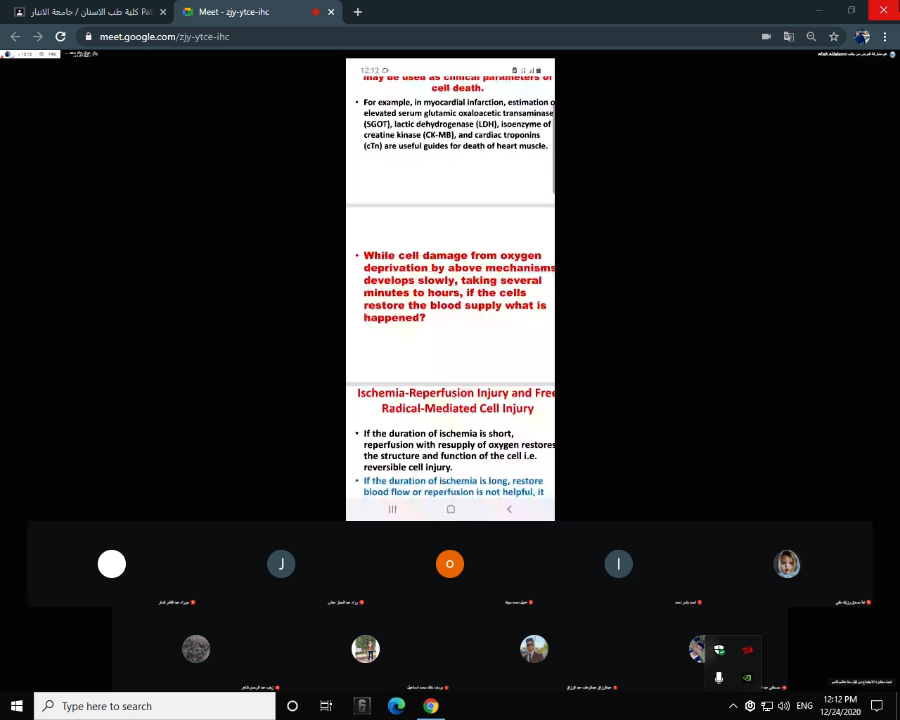 كلية طب الاسنان / جامعة الانبار Pat
Meet - zjy-ytce-ihc
meet.google.com/zjy-ytce-ihc
12:12
may be used as clinical parameters of
cell death.
• For example, in myocardial infarction, estimation o
elevated serum glutamic oxaloacetic transaminase
(SGOT), lactic dehydrogenase (LDH), isoenzyme of
creatine kinase (CK-MB), and cardiac troponins
(cTn) are useful guides for death of heart muscle.
• While cell damage from oxygen
deprivation by above mechanisms
develops slowly, taking several
minutes to hours, if the cells
restore the blood supply what is
happened?
Ischemia-Reperfusion Injury and Free
Radical-Mediated Cell Injury
• If the duration of ischemia is short,
reperfusion with resupply of oxygen restores
the structure and function of the cell i.e.
reversible cell injury.
• If the duration of ischemia is long, restore
blood flow or reperfusion is not helpful, it
J
o
I
Type here to search
ENG
12:12 PM
12/24/2020